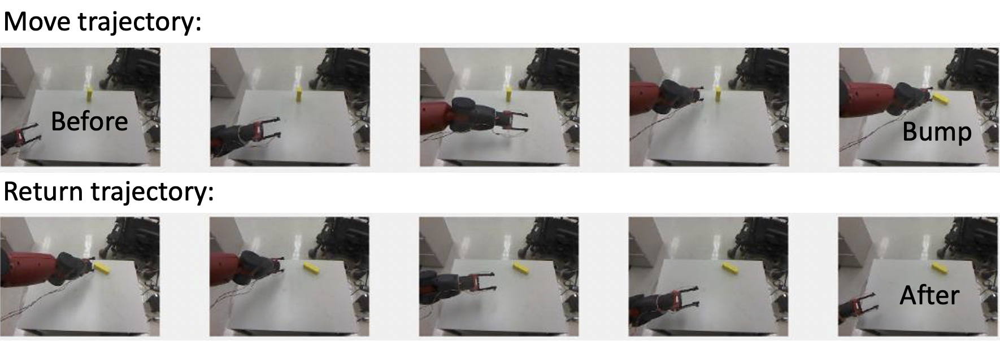 Move trajectory:
Before
Bump
Return trajectory:
After